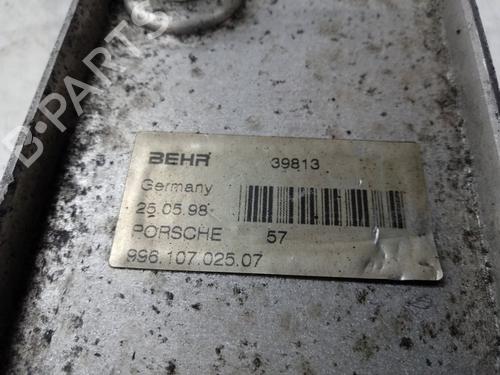 B-PARTS
BEHR 39813
Germany
25.05.98
PORSCHE 57
996.107.025.07